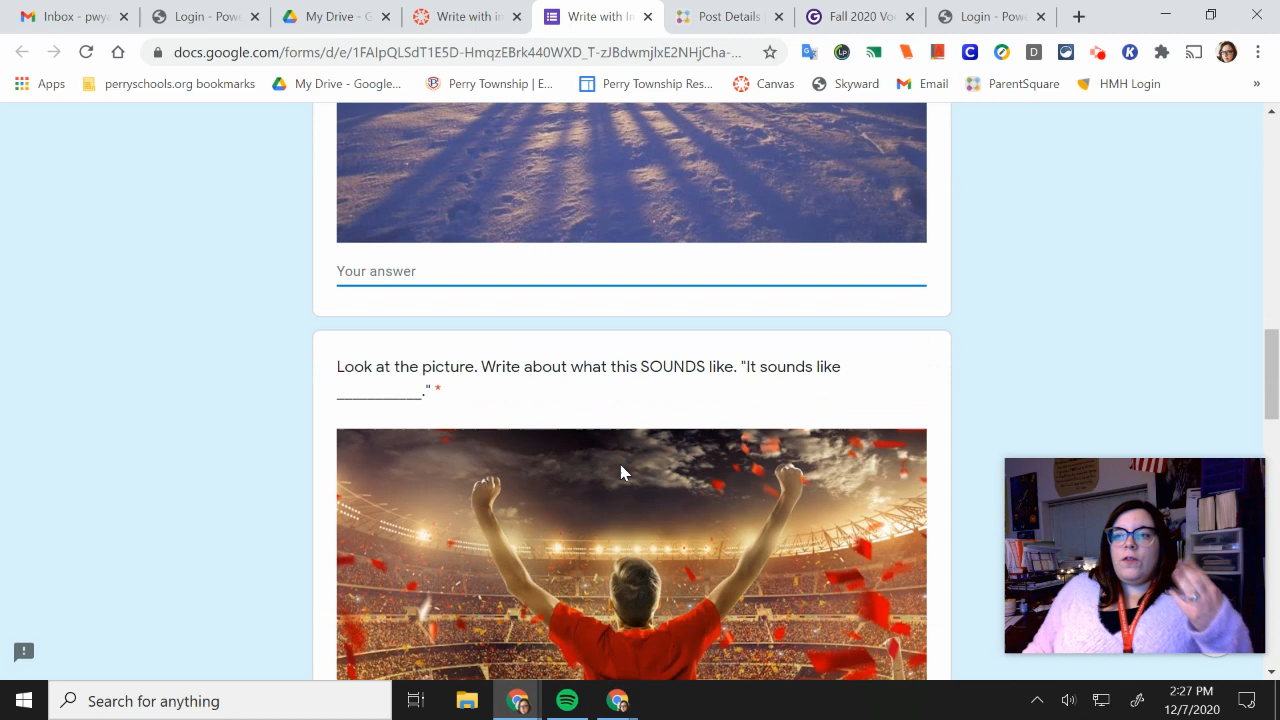 Inbox - pwy
Login - Pow
My Drive - G
Write with in
Write with In
Post Details |
Fall 2020 Vo
Login - Pow
docs.google.com/forms/d/e/1FAIpQLSdT1E5D-HmqzEBrk440WXD_T-zJBdwmjlxE2NHjCha-...
Apps
perryschools.org bookmarks
My Drive - Google...
Perry Township | E...
Perry Township Res...
Canvas
Skyward
Email
ParentSquare
HMH Login
»
Your answer
Look at the picture. Write about what this SOUNDS like. "It sounds like
___________." *
Search for anything
2:27 PM
12/7/2020